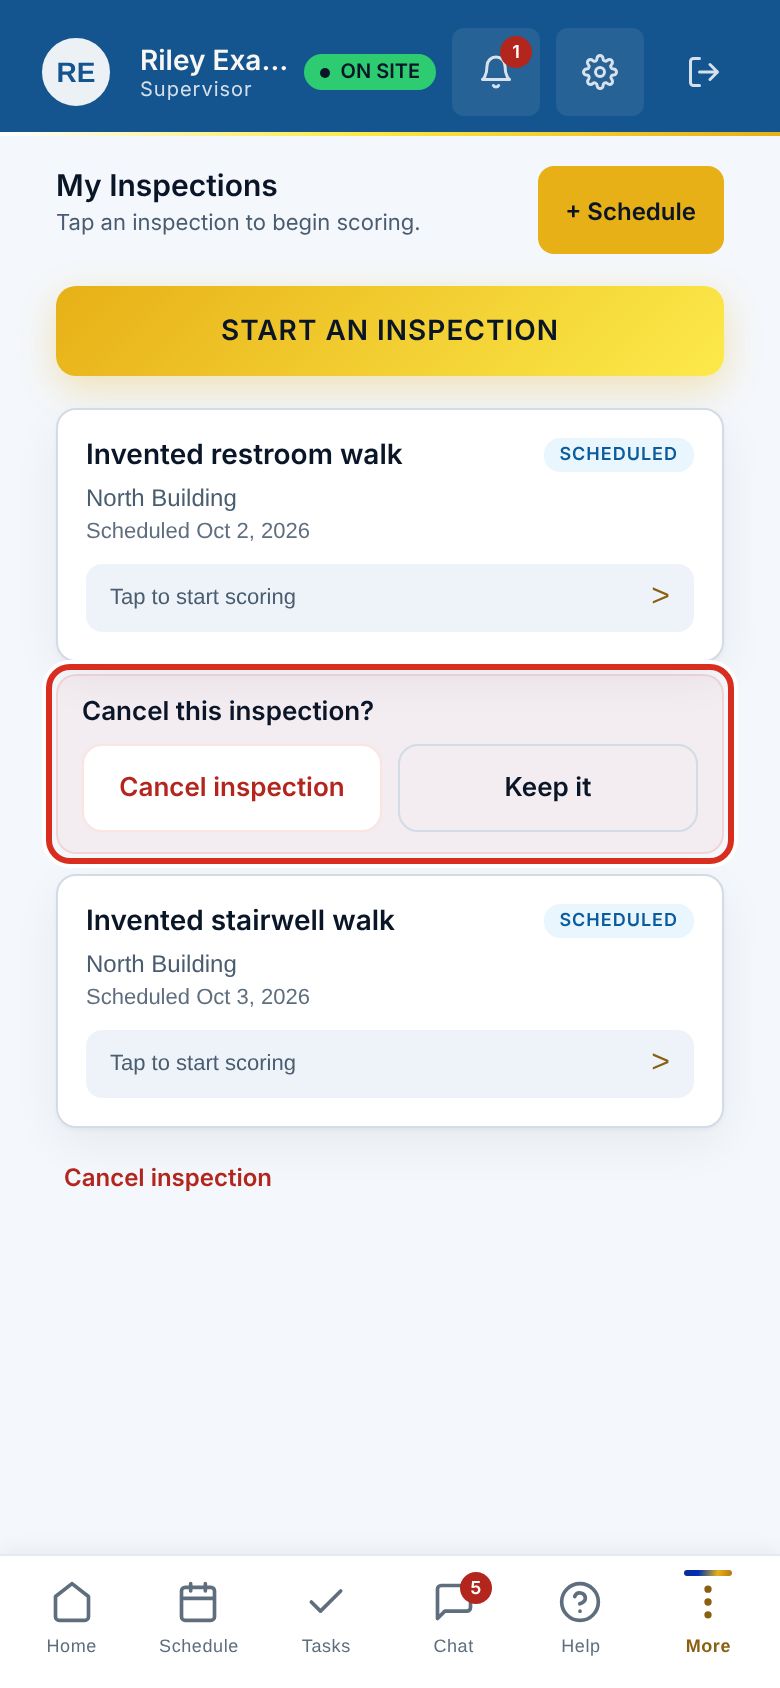 RE
Riley Exa...
Supervisor
ON SITE
1
My Inspections
Tap an inspection to begin scoring.
+ Schedule
START AN INSPECTION
Invented restroom walk
SCHEDULED
North Building
Scheduled Oct 2, 2026
Tap to start scoring
>
Cancel this inspection?
Cancel inspection
Keep it
Invented stairwell walk
SCHEDULED
North Building
Scheduled Oct 3, 2026
Tap to start scoring
>
Cancel inspection
5
Home
Schedule
Tasks
Chat
Help
More